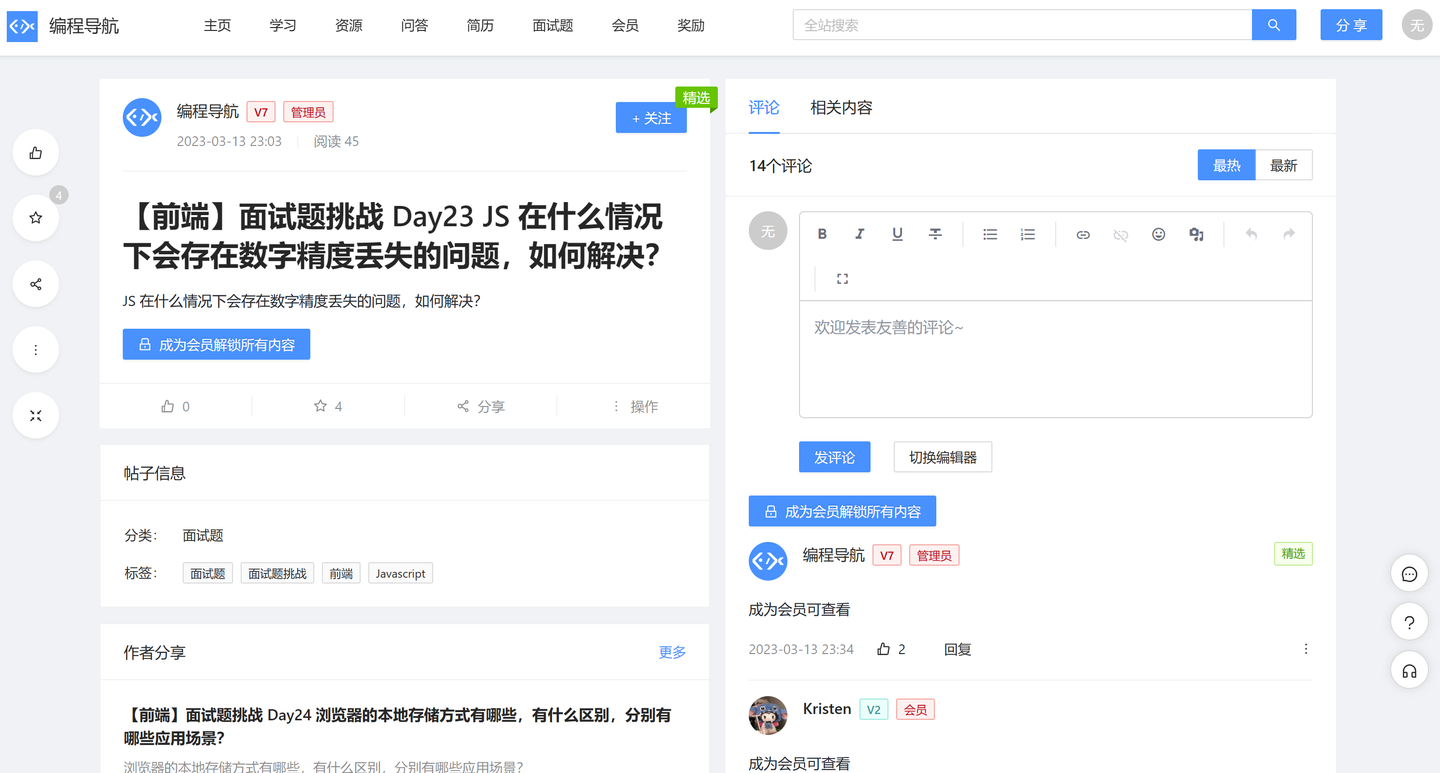 编程导航
主页 学习 资源 问答 简历 面试题 会员 奖励
全站搜索
分享
无
4
编程导航 V7 管理员
2023-03-13 23:03 阅读 45
精选
+ 关注
【前端】面试题挑战 Day23 JS 在什么情况
下会存在数字精度丢失的问题，如何解决？
JS 在什么情况下会存在数字精度丢失的问题，如何解决？
成为会员解锁所有内容
0 4 分享 操作
帖子信息
分类： 面试题
标签： 面试题 面试题挑战 前端 Javascript
作者分享 更多
【前端】面试题挑战 Day24 浏览器的本地存储方式有哪些，有什么区别，分别有
哪些应用场景？
浏览器的本地存储方式有哪些，有什么区别，分别有哪些应用场景？
评论 相关内容
14个评论 最热 最新
无
B I U T
欢迎发表友善的评论~
发评论 切换编辑器
成为会员解锁所有内容
编程导航 V7 管理员 精选
成为会员可查看
2023-03-13 23:34 2 回复
Kristen V2 会员
成为会员可查看